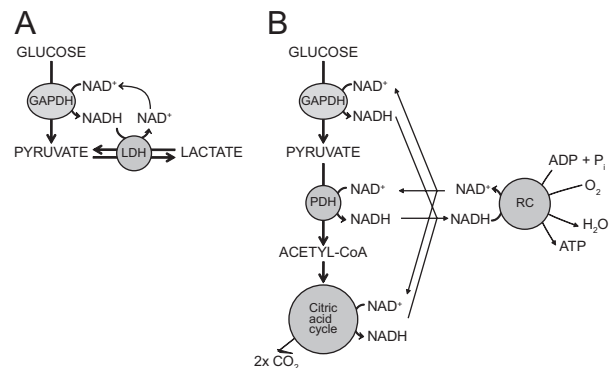 A
GLUCOSE
GAPDH
NAD⁺
NADH
NAD⁺
PYRUVATE
LDH
LACTATE
B
GLUCOSE
NAD⁺
GAPDH
NADH
PYRUVATE
NAD⁺
PDH
NADH
ACETYL-CoA
Citric
acid
cycle
NAD⁺
NADH
2x CO₂
NAD⁺
NADH
RC
ADP + Pᵢ
O₂
H₂O
ATP